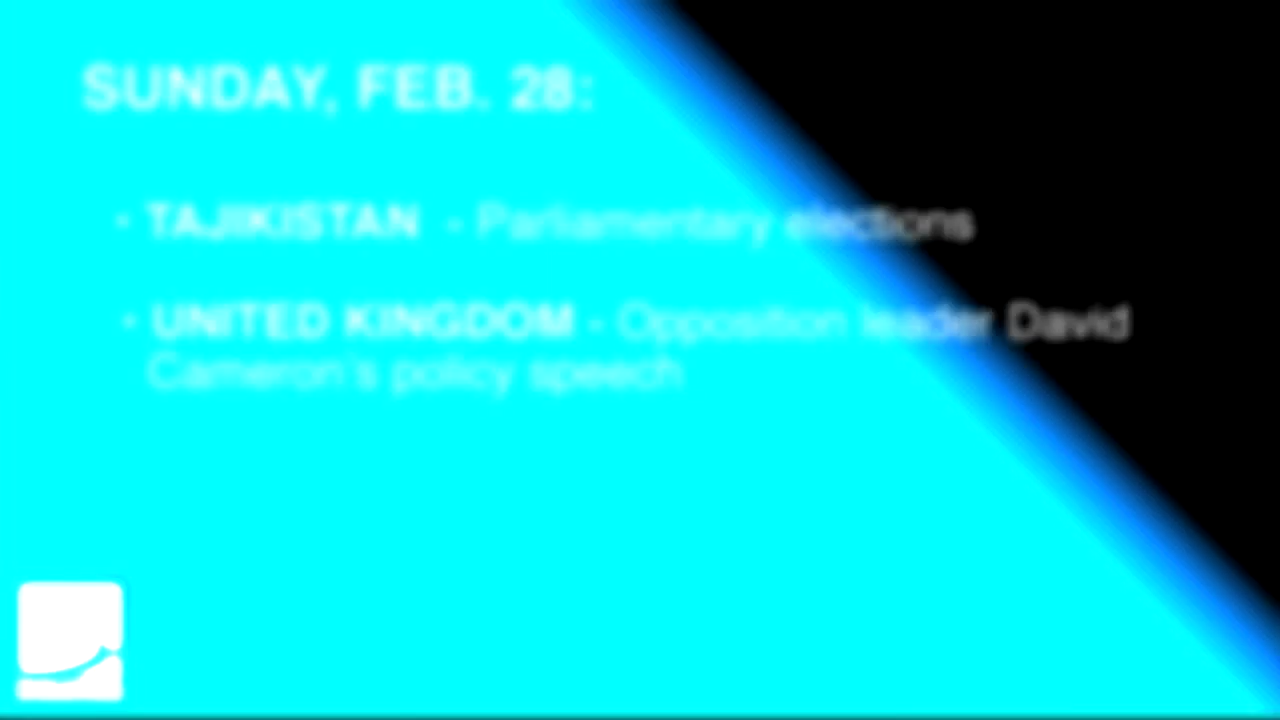 SUNDAY, FEB. 28:
· TAJIKISTAN - Parliamentary elections
· UNITED KINGDOM - Opposition leader David
Cameron's policy speech